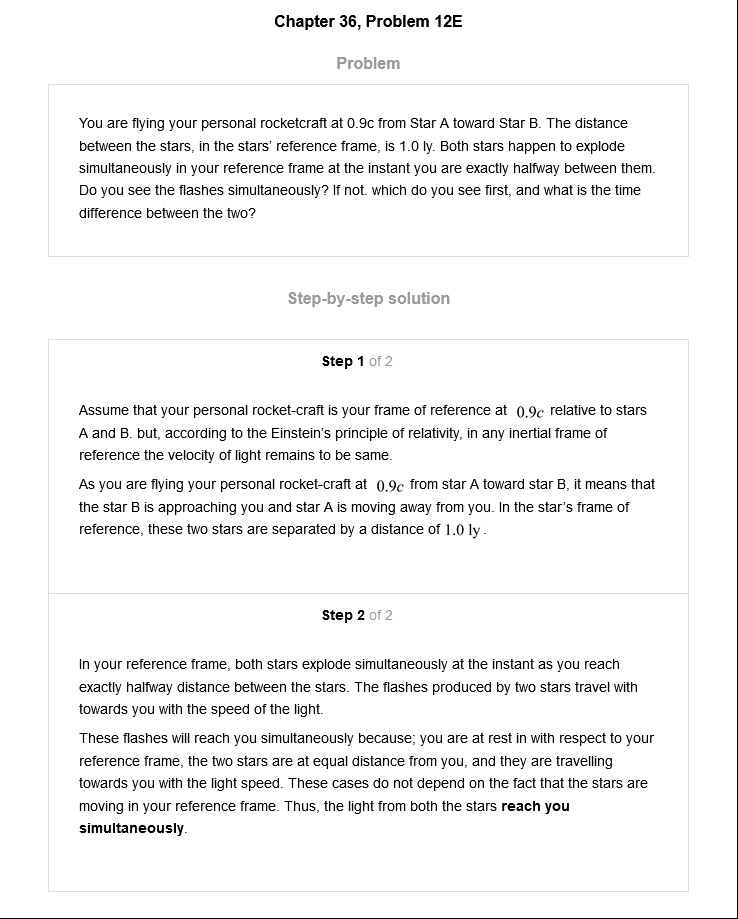 Chapter 36, Problem 12E
Problem
You are flying your personal rocketcraft at 0.9c from Star A toward Star B. The distance
between the stars, in the stars' reference frame, is 1.0 ly. Both stars happen to explode
simultaneously in your reference frame at the instant you are exactly halfway between them.
Do you see the flashes simultaneously? If not. which do you see first, and what is the time
difference between the two?
Step-by-step solution
Step 1 of 2
Assume that your personal rocket-craft is your frame of reference at 0.9c relative to stars
A and B. but, according to the Einstein's principle of relativity, in any inertial frame of
reference the velocity of light remains to be same.
As you are flying your personal rocket-craft at 0.9c from star A toward star B, it means that
the star B is approaching you and star A is moving away from you. In the star's frame of
reference, these two stars are separated by a distance of 1.0 ly.
Step 2 of 2
In your reference frame, both stars explode simultaneously at the instant as you reach
exactly halfway distance between the stars. The flashes produced by two stars travel with
towards you with the speed of the light.
These flashes will reach you simultaneously because; you are at rest in with respect to your
reference frame, the two stars are at equal distance from you, and they are travelling
towards you with the light speed. These cases do not depend on the fact that the stars are
moving in your reference frame. Thus, the light from both the stars reach you
simultaneously.